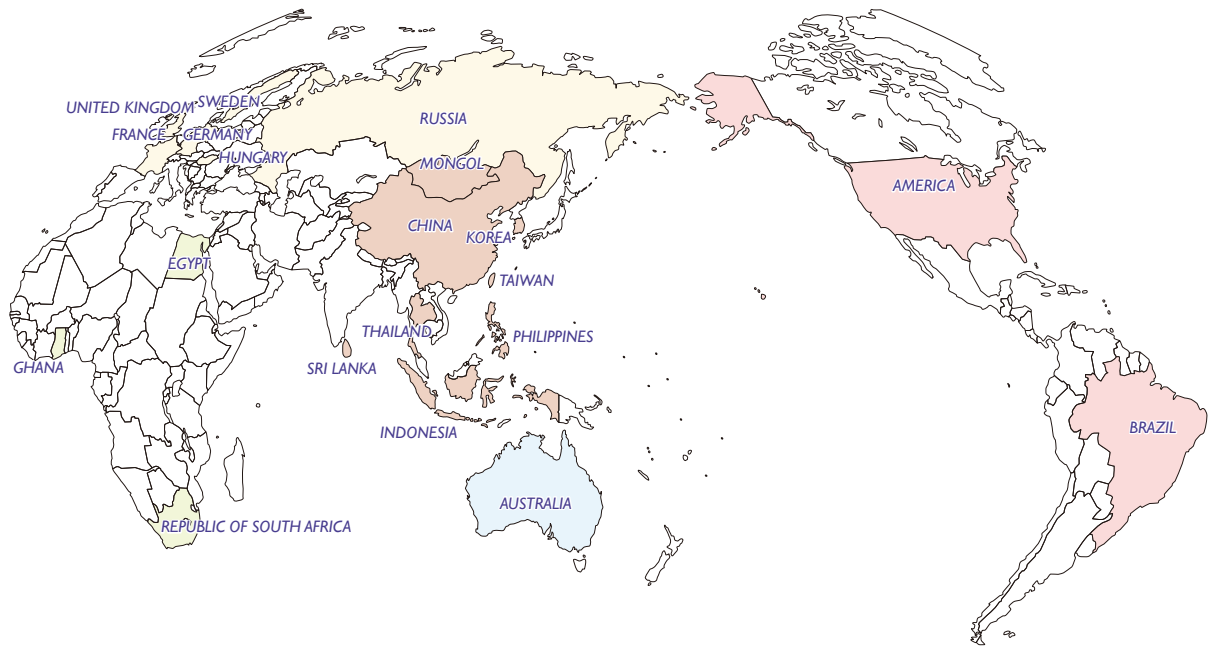 UNITED KINGDOM
SWEDEN
FRANCE
GERMANY
HUNGARY
RUSSIA
MONGOL
CHINA
KOREA
AMERICA
EGYPT
TAIWAN
THAILAND
PHILIPPINES
GHANA
SRI LANKA
INDONESIA
BRAZIL
AUSTRALIA
REPUBLIC OF SOUTH AFRICA